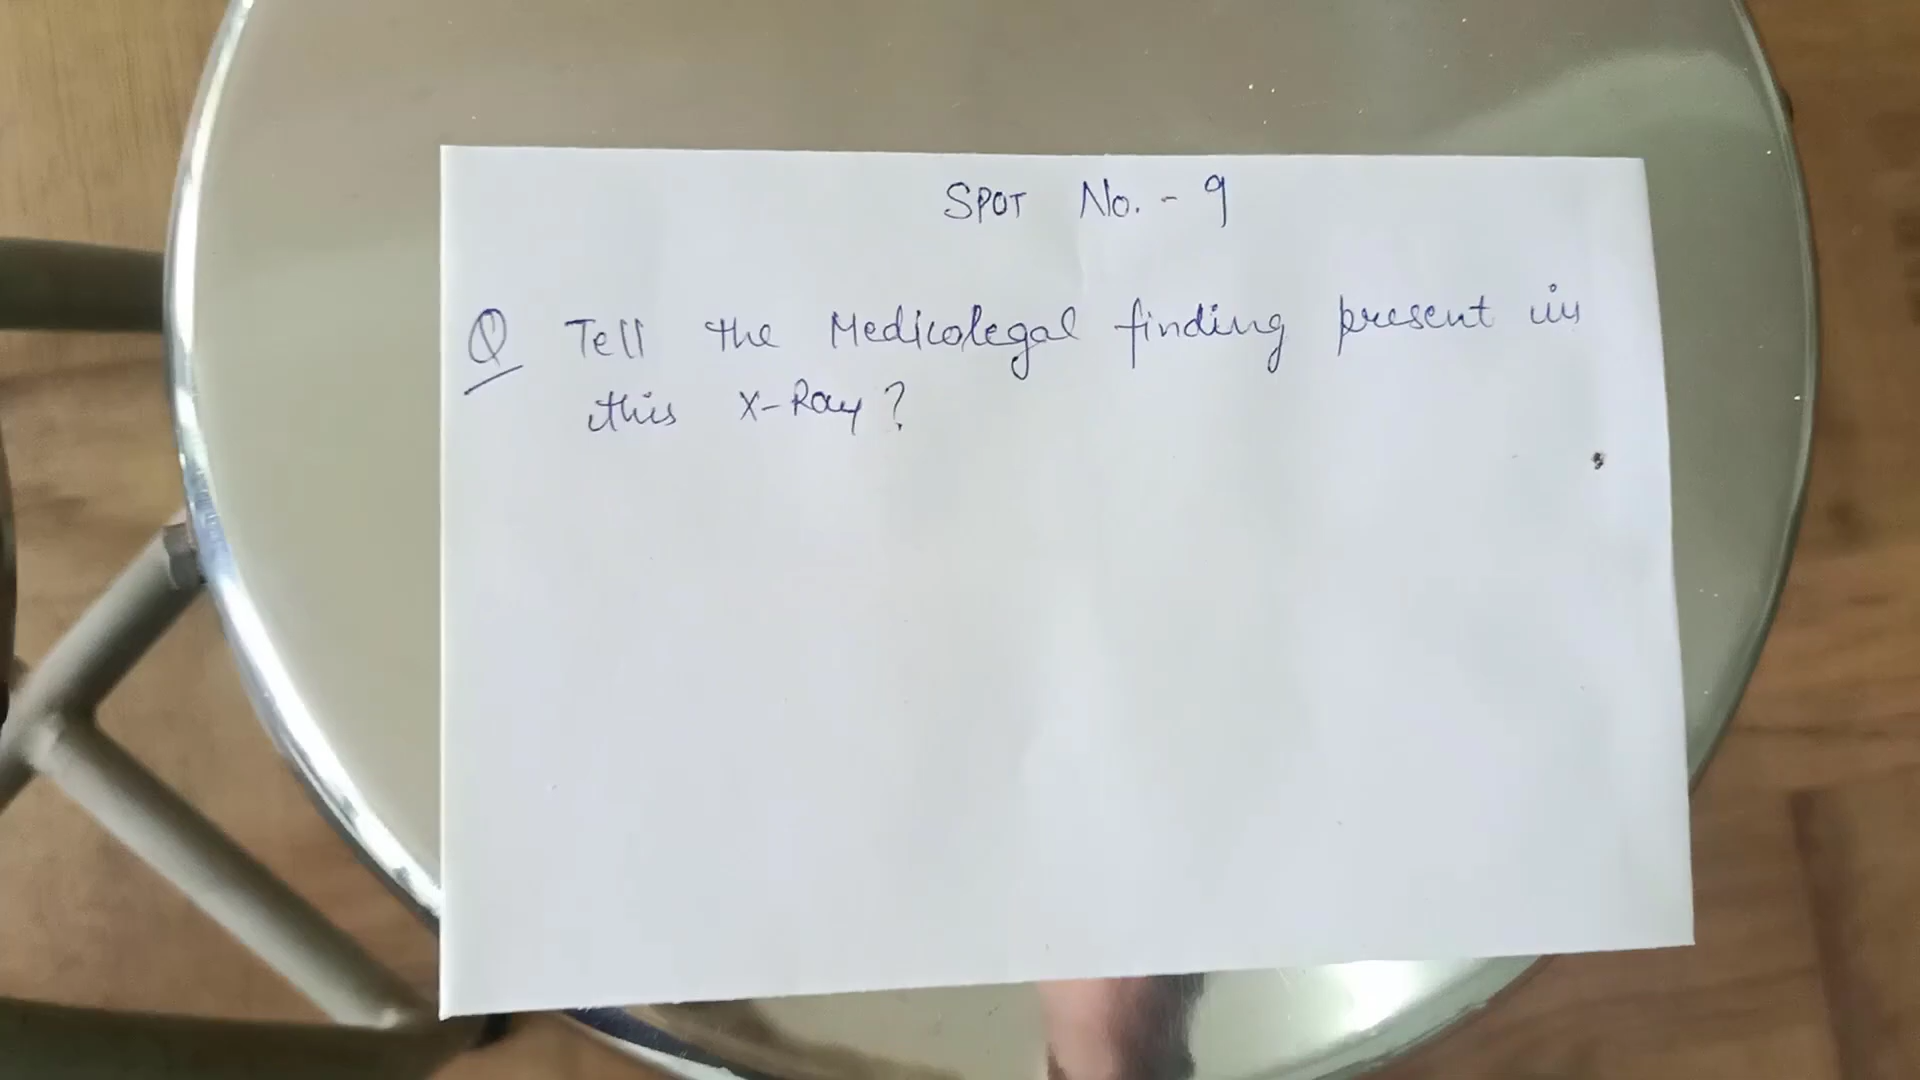 SPOT No. - 9
Q Tell the Medicolegal finding present in
this X-Ray?